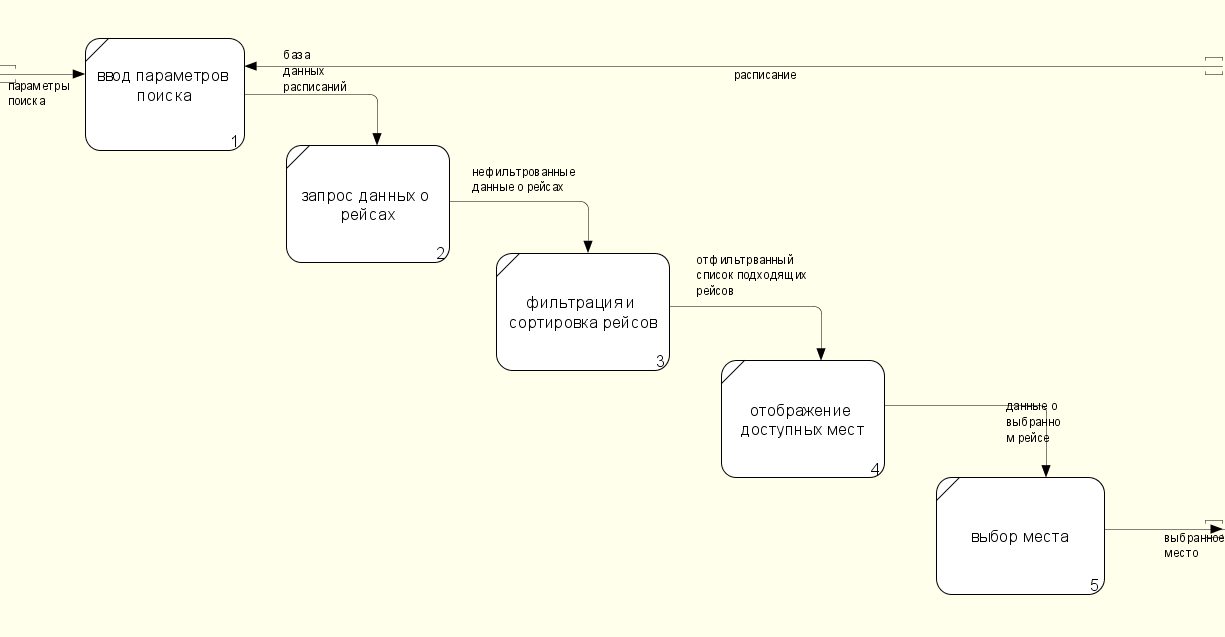 параметры
поиска
ввод параметров
поиска
1
база
данных
расписаний
расписание
запрос данных о
рейсах
2
нефильтрованные
данные о рейсах
фильтрация и
сортировка рейсов
3
отфильтрванный
список подходящих
рейсов
отображение
доступных мест
4
данные о
выбранно
м рейсе
выбор места
5
выбранное
место